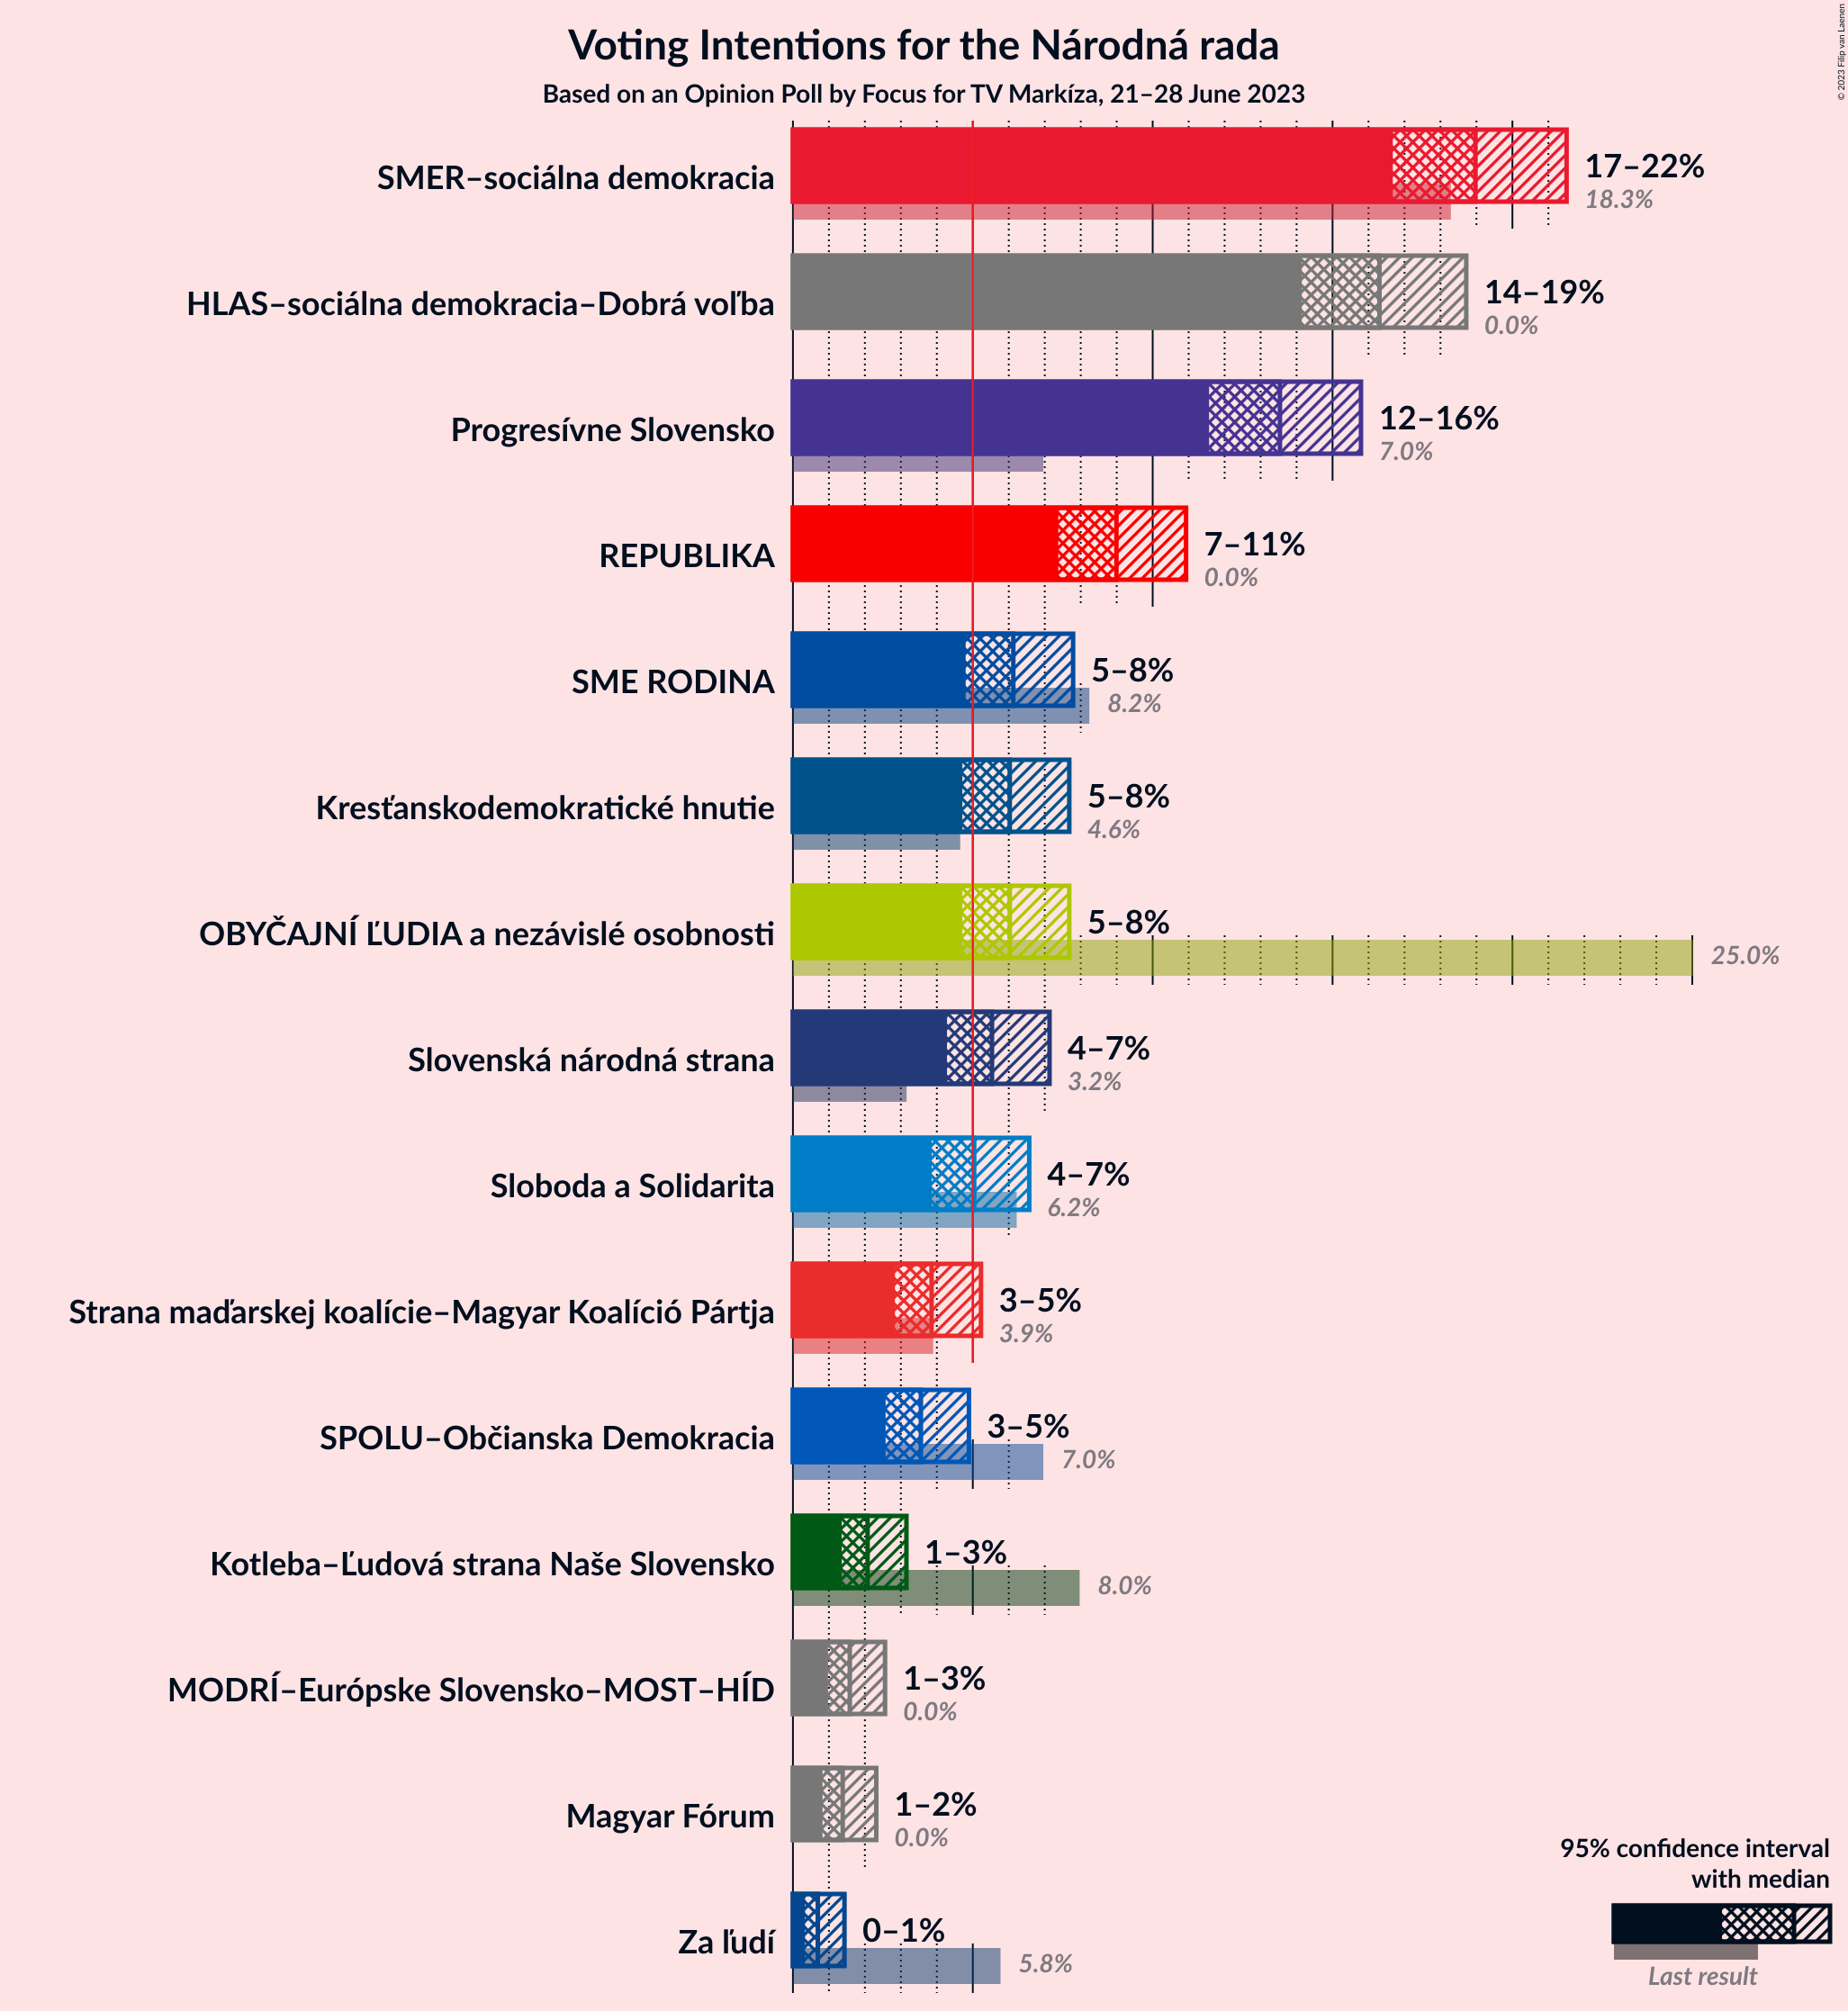 Voting Intentions for the Národná rada
Based on an Opinion Poll by Focus for TV Markíza, 21–28 June 2023
© 2023 Filip van Laenen
SMER–sociálna demokracia
17–22%
18.3%
HLAS–sociálna demokracia–Dobrá voľba
14–19%
0.0%
Progresívne Slovensko
12–16%
7.0%
REPUBLIKA
7–11%
0.0%
SME RODINA
5–8%
8.2%
Kresťanskodemokratické hnutie
5–8%
4.6%
OBYČAJNÍ ĽUDIA a nezávislé osobnosti
5–8%
25.0%
Slovenská národná strana
4–7%
3.2%
Sloboda a Solidarita
4–7%
6.2%
Strana maďarskej koalície–Magyar Koalíció Pártja
3–5%
3.9%
SPOLU–Občianska Demokracia
3–5%
7.0%
Kotleba–Ľudová strana Naše Slovensko
1–3%
8.0%
MODRÍ–Európske Slovensko–MOST–HÍD
1–3%
0.0%
Magyar Fórum
1–2%
0.0%
Za ľudí
0–1%
5.8%
95% confidence interval
with median
Last result